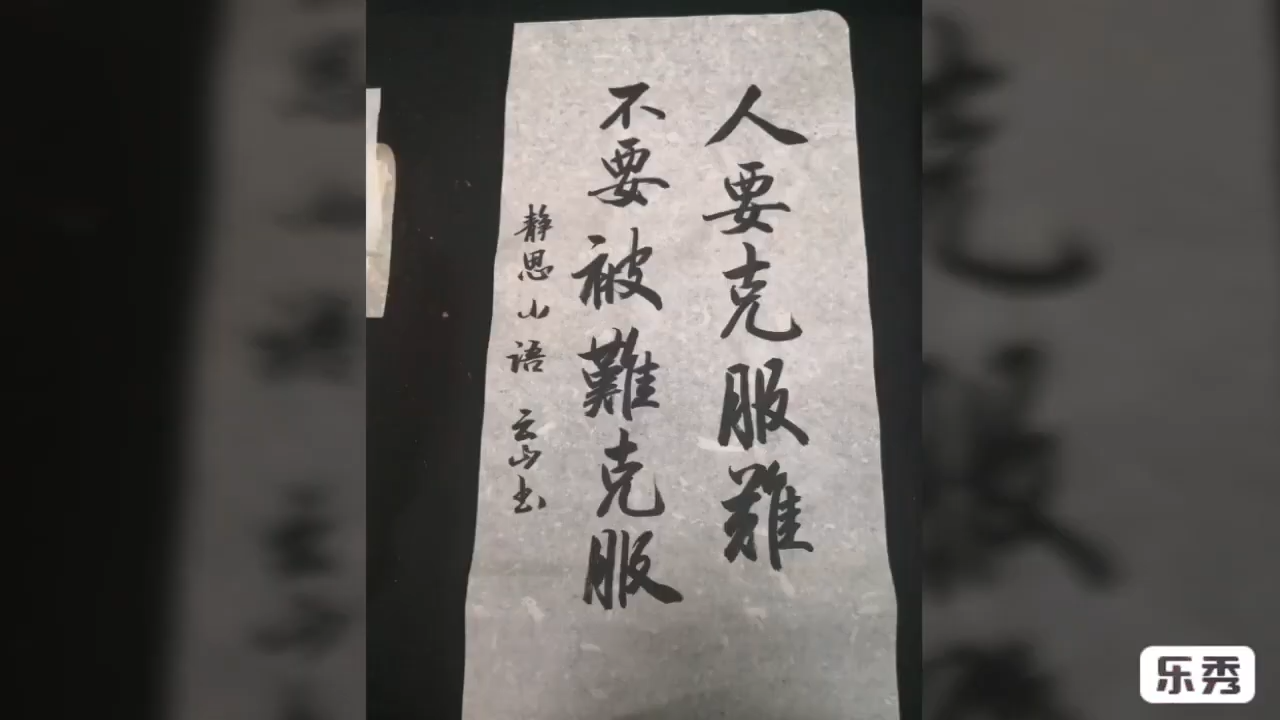 人要克服難
不要被難克服
静思小语 云山书
乐秀